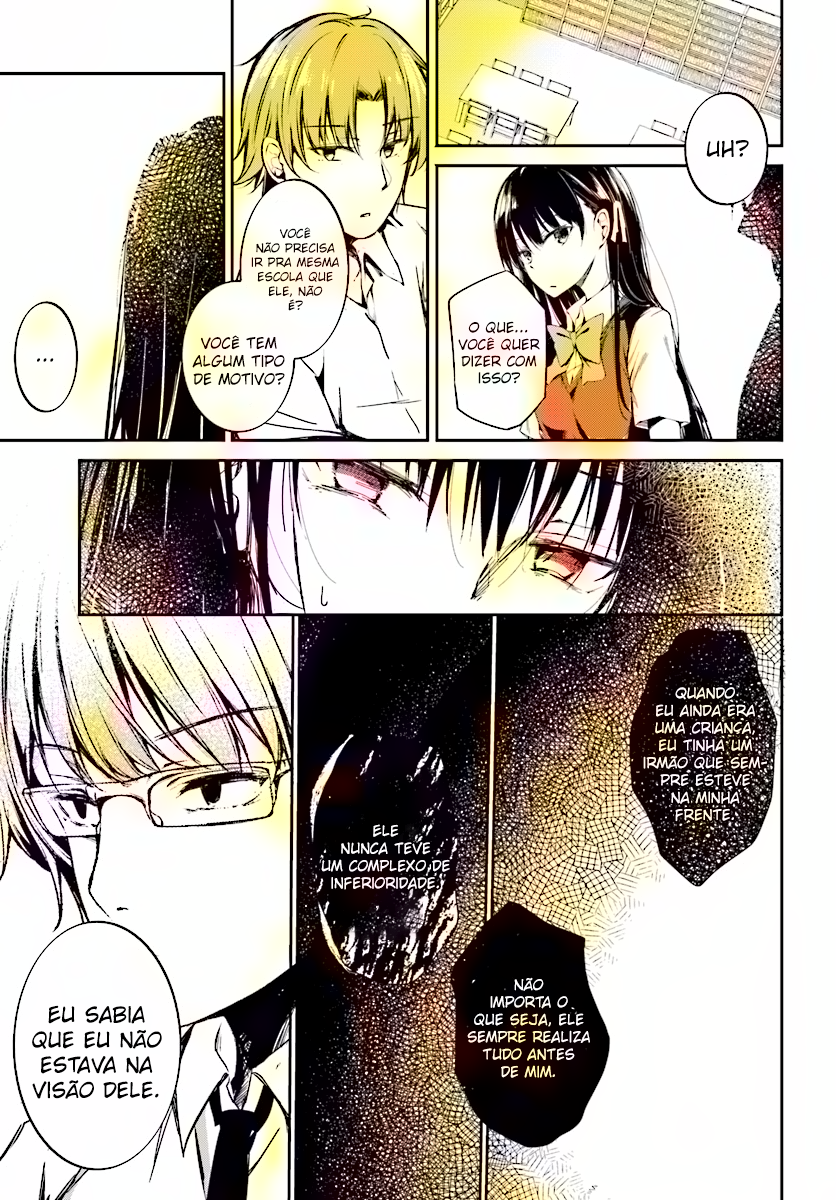 UH?
O QUE...
VOCÊ QUER
DIZER COM
ISSO?
VOCÊ
NÃO PRECISA
IR PRA MESMA
ESCOLA QUE
ELE, NÃO
É?
VOCÊ TEM
ALGUM TIPO
DE MOTIVO?
...
QUANDO
EU AINDA ERA
UMA CRIANÇA,
EU TINHA UM
IRMÃO QUE SEM-
PRE ESTEVE
NA MINHA
FRENTE.
NÃO
IMPORTA O
QUE SEJA, ELE
SEMPRE REALIZA
TUDO ANTES
DE MIM.
ELE
NUNCA TEVE
UM COMPLEXO DE
INFERIORIDADE.
EU SABIA
QUE EU NÃO
ESTAVA NA
VISÃO DELE.